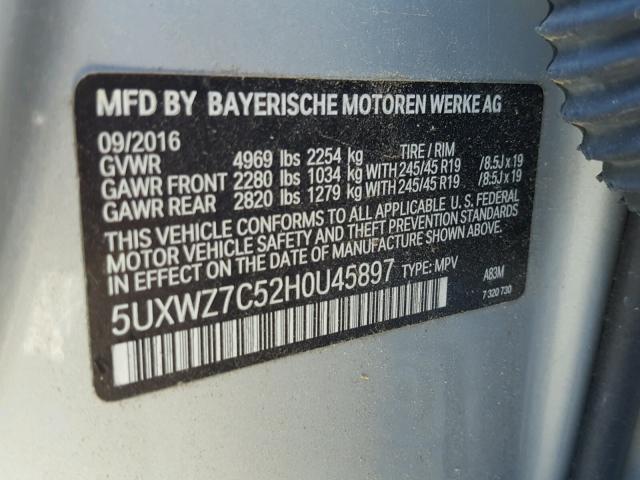 MFD BY BAYERISCHE MOTOREN WERKE AG
09/2016 TIRE / RIM
GVWR 4969 lbs 2254 kg
GAWR FRONT 2280 lbs 1034 kg WITH 245/45 R19 / 8.5J x 19
GAWR REAR 2820 lbs 1279 kg WITH 245/45 R19 / 8.5J x 19
THIS VEHICLE CONFORMS TO ALL APPLICABLE U. S. FEDERAL
MOTOR VEHICLE SAFETY AND THEFT PREVENTION STANDARDS
IN EFFECT ON THE DATE OF MANUFACTURE SHOWN ABOVE.
5UXWZ7C52H0U45897 TYPE: MPV A83M
7 320 730